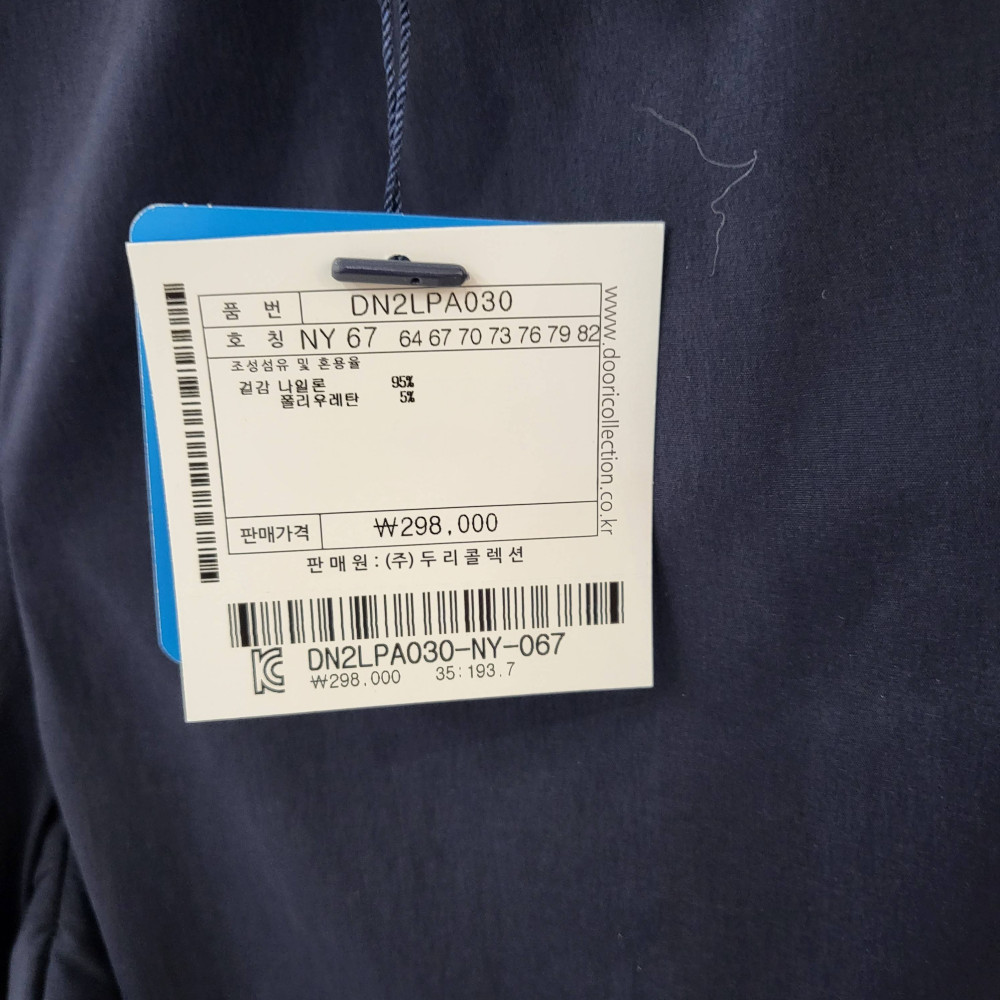 품 번 DN2LPA030
호 칭 NY 67 64 67 70 73 76 79 82
조성섬유 및 혼용율
겉감 나일론 95%
폴리우레탄 5%
판매가격 ₩298,000
판매원 : (주)두리콜렉션
www.dooricollection.co.kr
DN2LPA030-NY-067
₩298,000 35:193.7